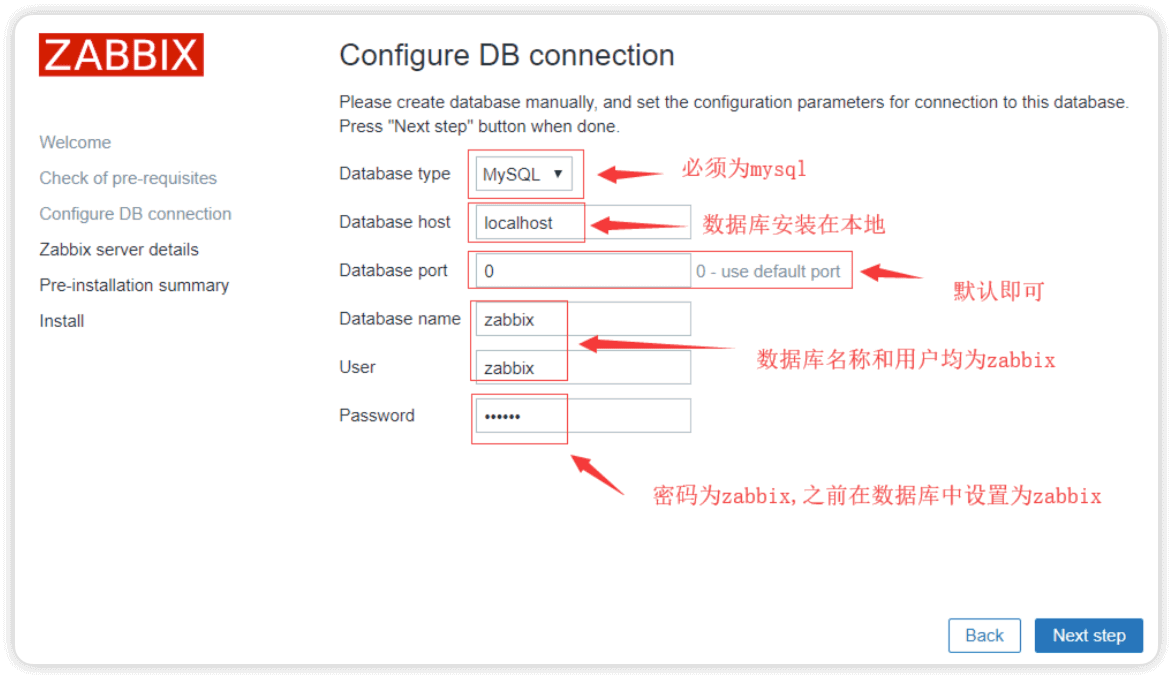 ZABBIX
Configure DB connection
Please create database manually, and set the configuration parameters for connection to this database.
Press "Next step" button when done.
Welcome
Check of pre-requisites
Configure DB connection
Zabbix server details
Pre-installation summary
Install
Database type MySQL 必须为mysql
Database host localhost 数据库安装在本地
Database port 0 0 - use default port 默认即可
Database name zabbix
数据库名称和用户均为zabbix
User zabbix
Password ••••••
密码为zabbix,之前在数据库中设置为zabbix
Back Next step